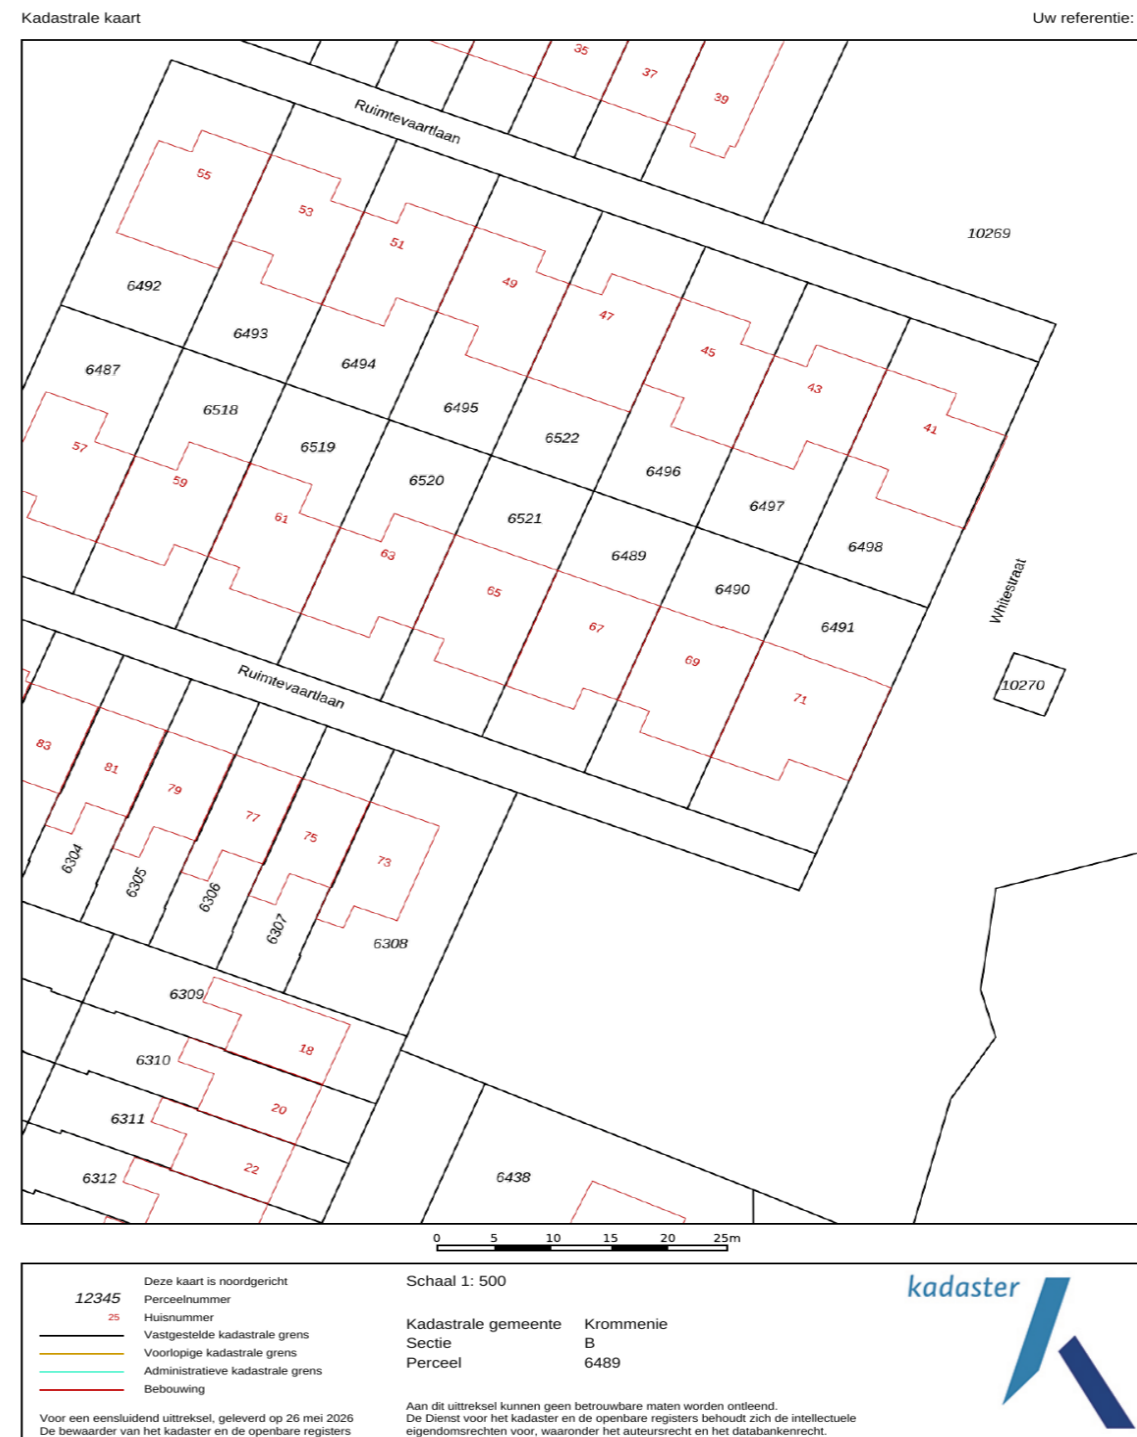 Kadastrale kaart
Uw referentie:
35
37
39
Ruimtevaartlaan
10269
55
53
51
49
47
45
43
41
6492
6493
6494
6495
6522
6496
6497
6498
6487
6518
6519
6520
6521
6489
6490
6491
57
59
61
63
65
67
69
71
Whitestraat
10270
Ruimtevaartlaan
83
81
79
77
75
73
6304
6305
6306
6307
6308
6309
18
6310
20
6311
22
6312
6438
0 5 10 15 20 25m
Deze kaart is noordgericht
12345 Perceelnummer
25 Huisnummer
Vastgestelde kadastrale grens
Voorlopige kadastrale grens
Administratieve kadastrale grens
Bebouwing
Voor een eensluidend uittreksel, geleverd op 26 mei 2026
De bewaarder van het kadaster en de openbare registers
Schaal 1: 500
Kadastrale gemeente Krommenie
Sectie B
Perceel 6489
Aan dit uittreksel kunnen geen betrouwbare maten worden ontleend.
De Dienst voor het kadaster en de openbare registers behoudt zich de intellectuele
eigendomsrechten voor, waaronder het auteursrecht en het databankenrecht.
kadaster